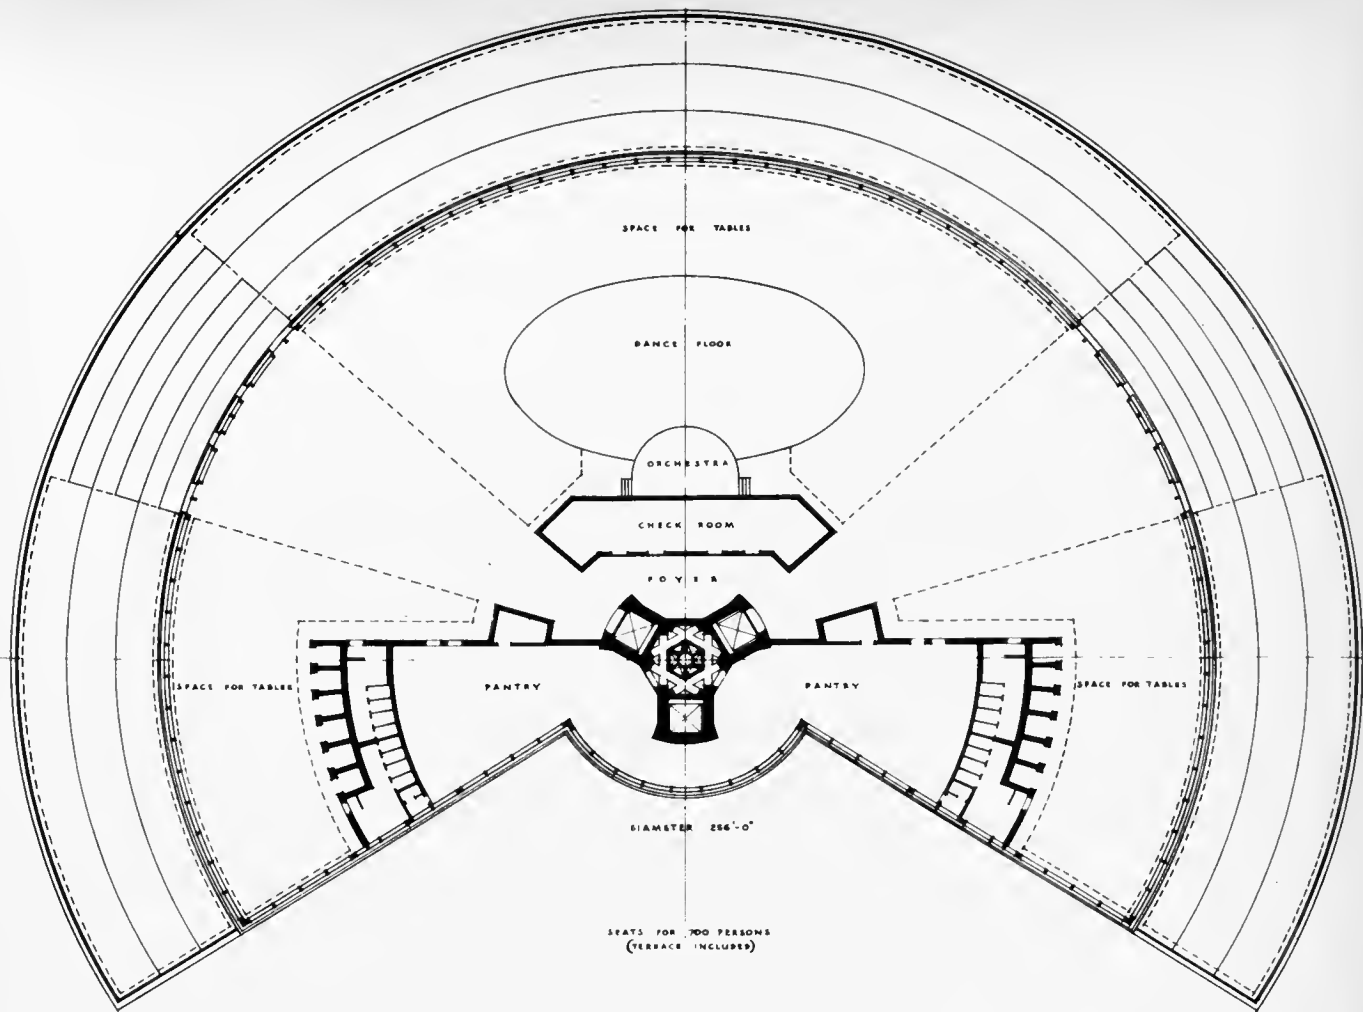 SPACE FOR TABLES
DANCE FLOOR
ORCHESTRA
CHECK ROOM
FOYER
SPACE FOR TABLES
PANTRY
PANTRY
SPACE FOR TABLES
DIAMETER 256'-0"
SEATS FOR 700 PERSONS
(TERRACE INCLUDED)